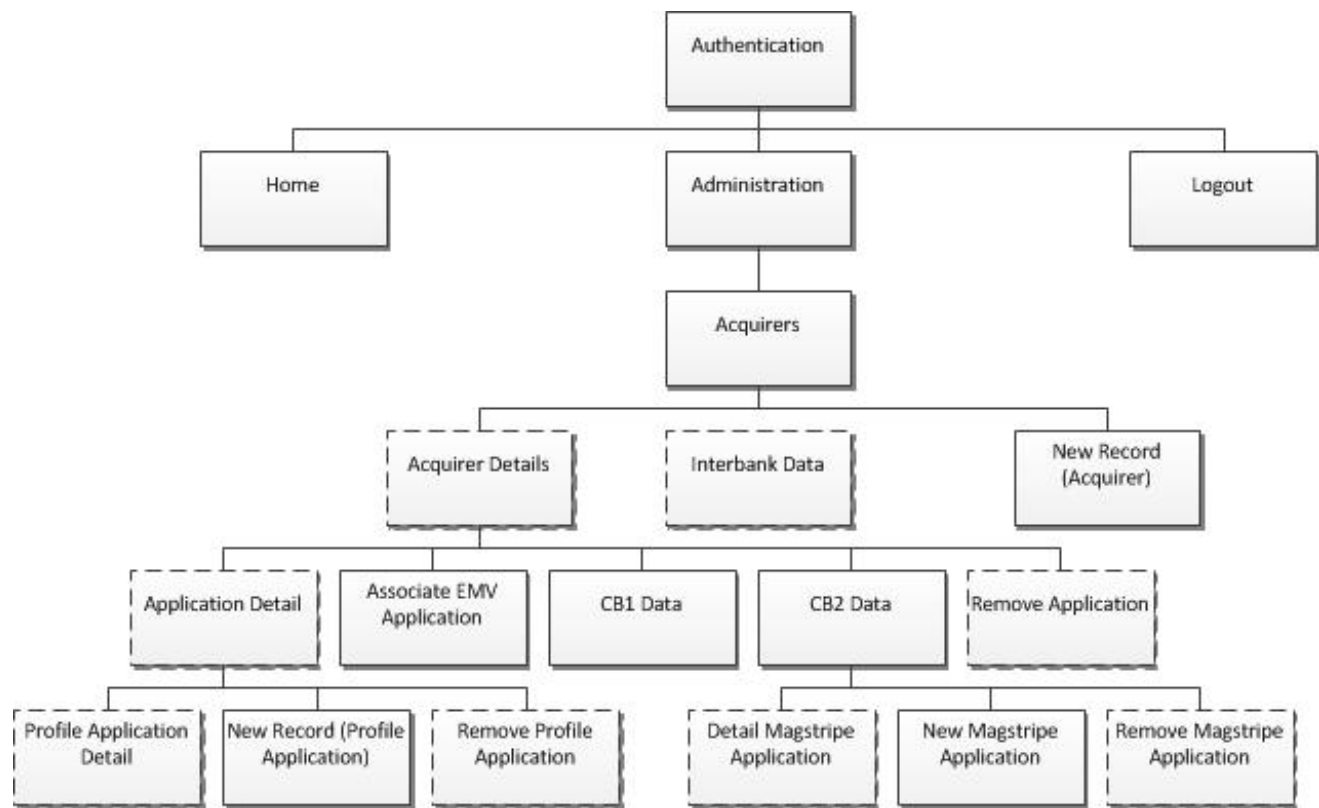 Authentication
Home
Administration
Logout
Acquirers
Acquirer Details
Interbank Data
New Record
(Acquirer)
Application Detail
Associate EMV
Application
CB1 Data
CB2 Data
Remove Application
Profile Application
Detail
New Record (Profile
Application)
Remove Profile
Application
Detail Magstripe
Application
New Magstripe
Application
Remove Magstripe
Application